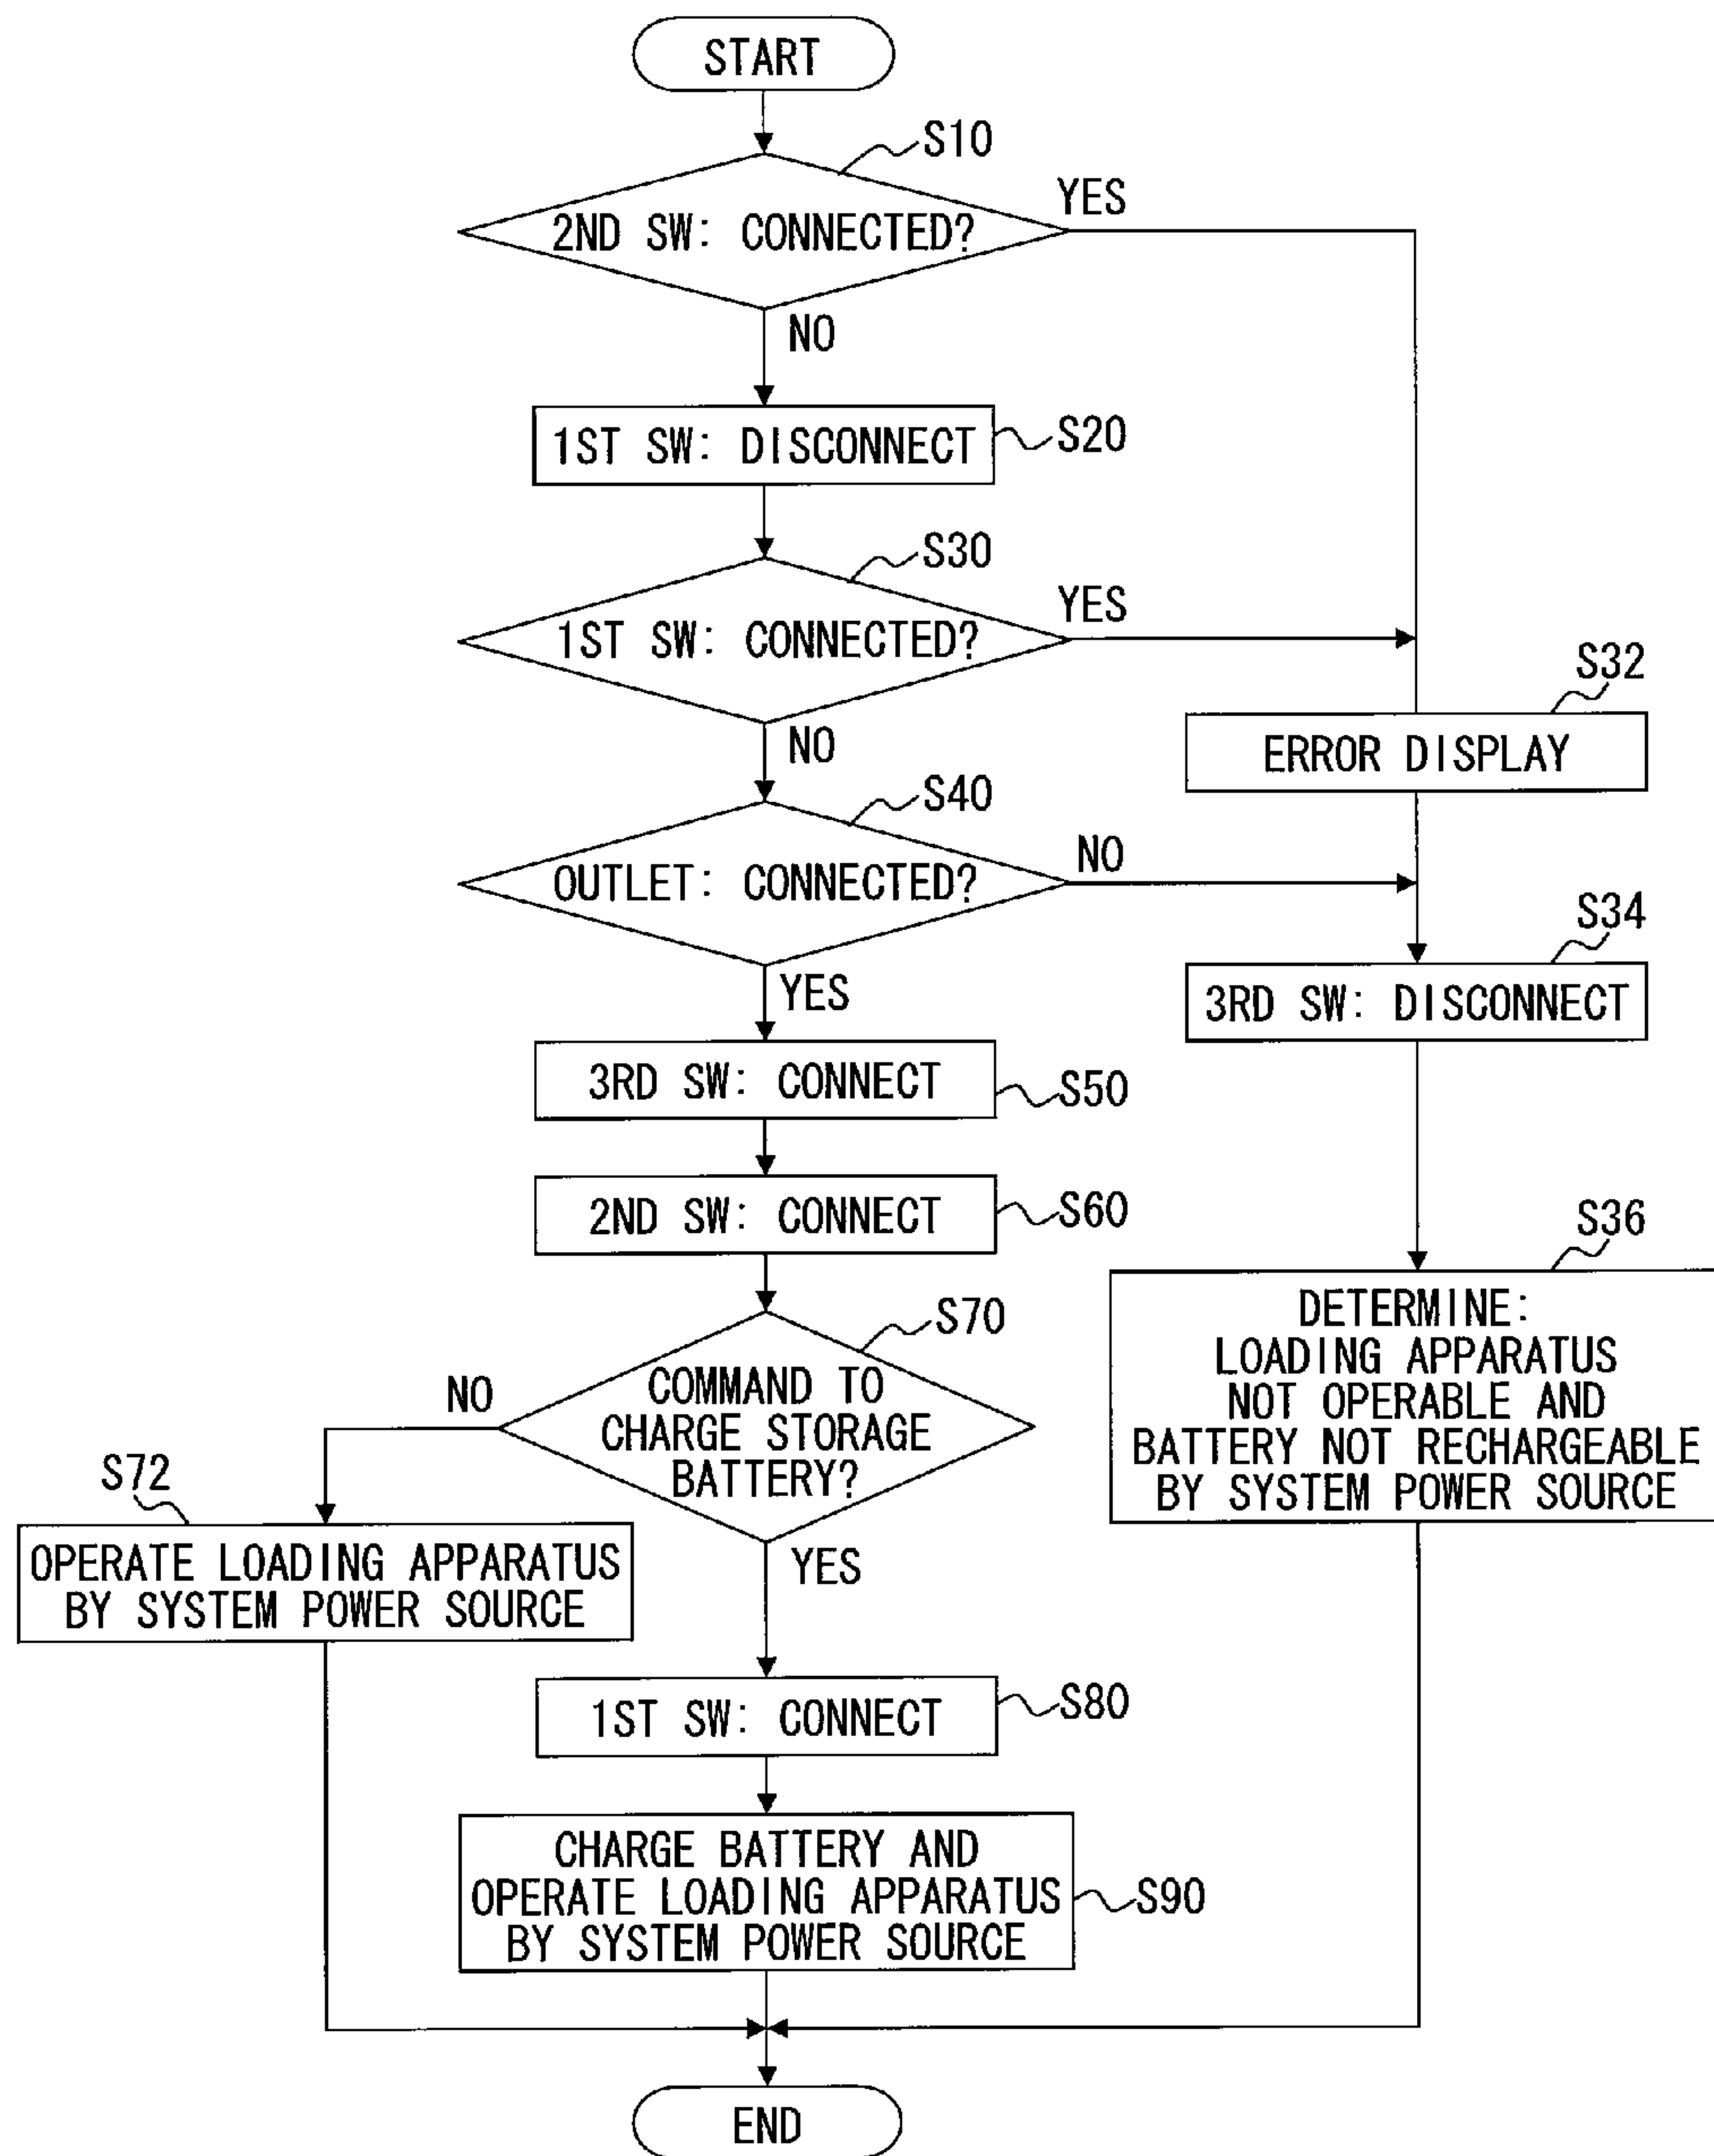 START
S10
2ND SW: CONNECTED?
YES
NO
1ST SW: DISCONNECT
S20
S30
1ST SW: CONNECTED?
YES
NO
S32
ERROR DISPLAY
S40
OUTLET: CONNECTED?
NO
YES
S34
3RD SW: DISCONNECT
3RD SW: CONNECT
S50
2ND SW: CONNECT
S60
S36
DETERMINE:
LOADING APPARATUS
NOT OPERABLE AND
BATTERY NOT RECHARGEABLE
BY SYSTEM POWER SOURCE
S70
COMMAND TO
CHARGE STORAGE
BATTERY?
NO
YES
S72
OPERATE LOADING APPARATUS
BY SYSTEM POWER SOURCE
1ST SW: CONNECT
S80
CHARGE BATTERY AND
OPERATE LOADING APPARATUS
BY SYSTEM POWER SOURCE
S90
END